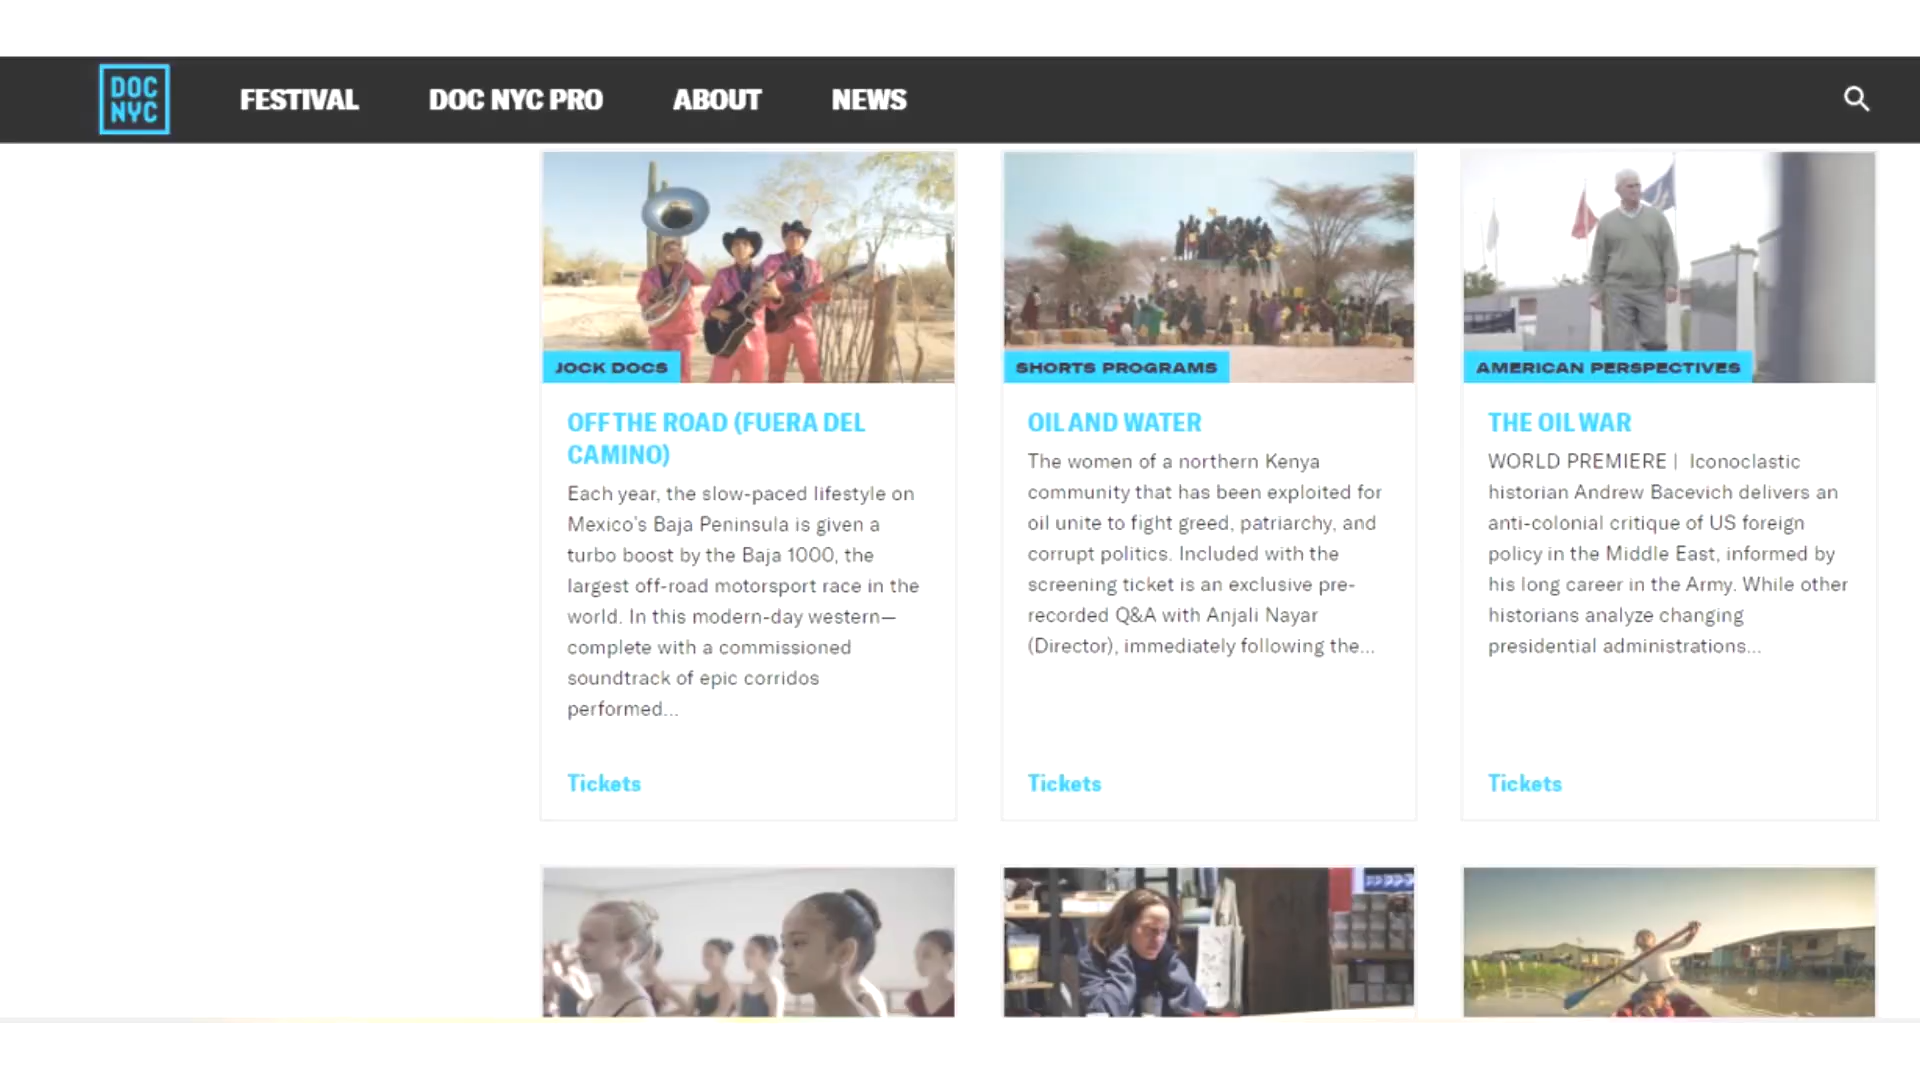 DOC
NYC
FESTIVAL
DOC NYC PRO
ABOUT
NEWS
JOCK DOCS
OFF THE ROAD (FUERA DEL
CAMINO)
Each year, the slow-paced lifestyle on
Mexico's Baja Peninsula is given a
turbo boost by the Baja 1000, the
largest off-road motorsport race in the
world. In this modern-day western—
complete with a commissioned
soundtrack of epic corridos
performed...
Tickets
SHORTS PROGRAMS
OIL AND WATER
The women of a northern Kenya
community that has been exploited for
oil unite to fight greed, patriarchy, and
corrupt politics. Included with the
screening ticket is an exclusive pre-
recorded Q&A with Anjali Nayar
(Director), immediately following the...
Tickets
AMERICAN PERSPECTIVES
THE OIL WAR
WORLD PREMIERE | Iconoclastic
historian Andrew Bacevich delivers an
anti-colonial critique of US foreign
policy in the Middle East, informed by
his long career in the Army. While other
historians analyze changing
presidential administrations...
Tickets